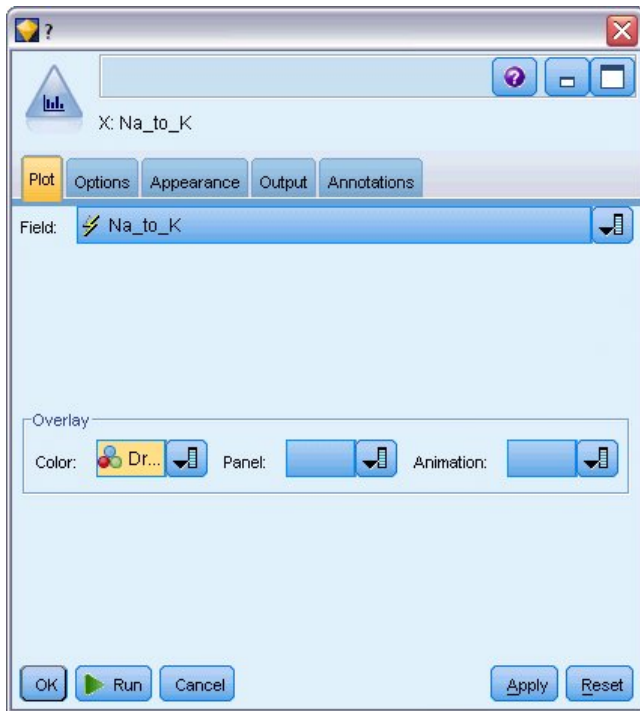 ?
X: Na_to_K
Plot Options Appearance Output Annotations
Field: Na_to_K
Overlay
Color: Dr... Panel: Animation:
OK Run Cancel Apply Reset